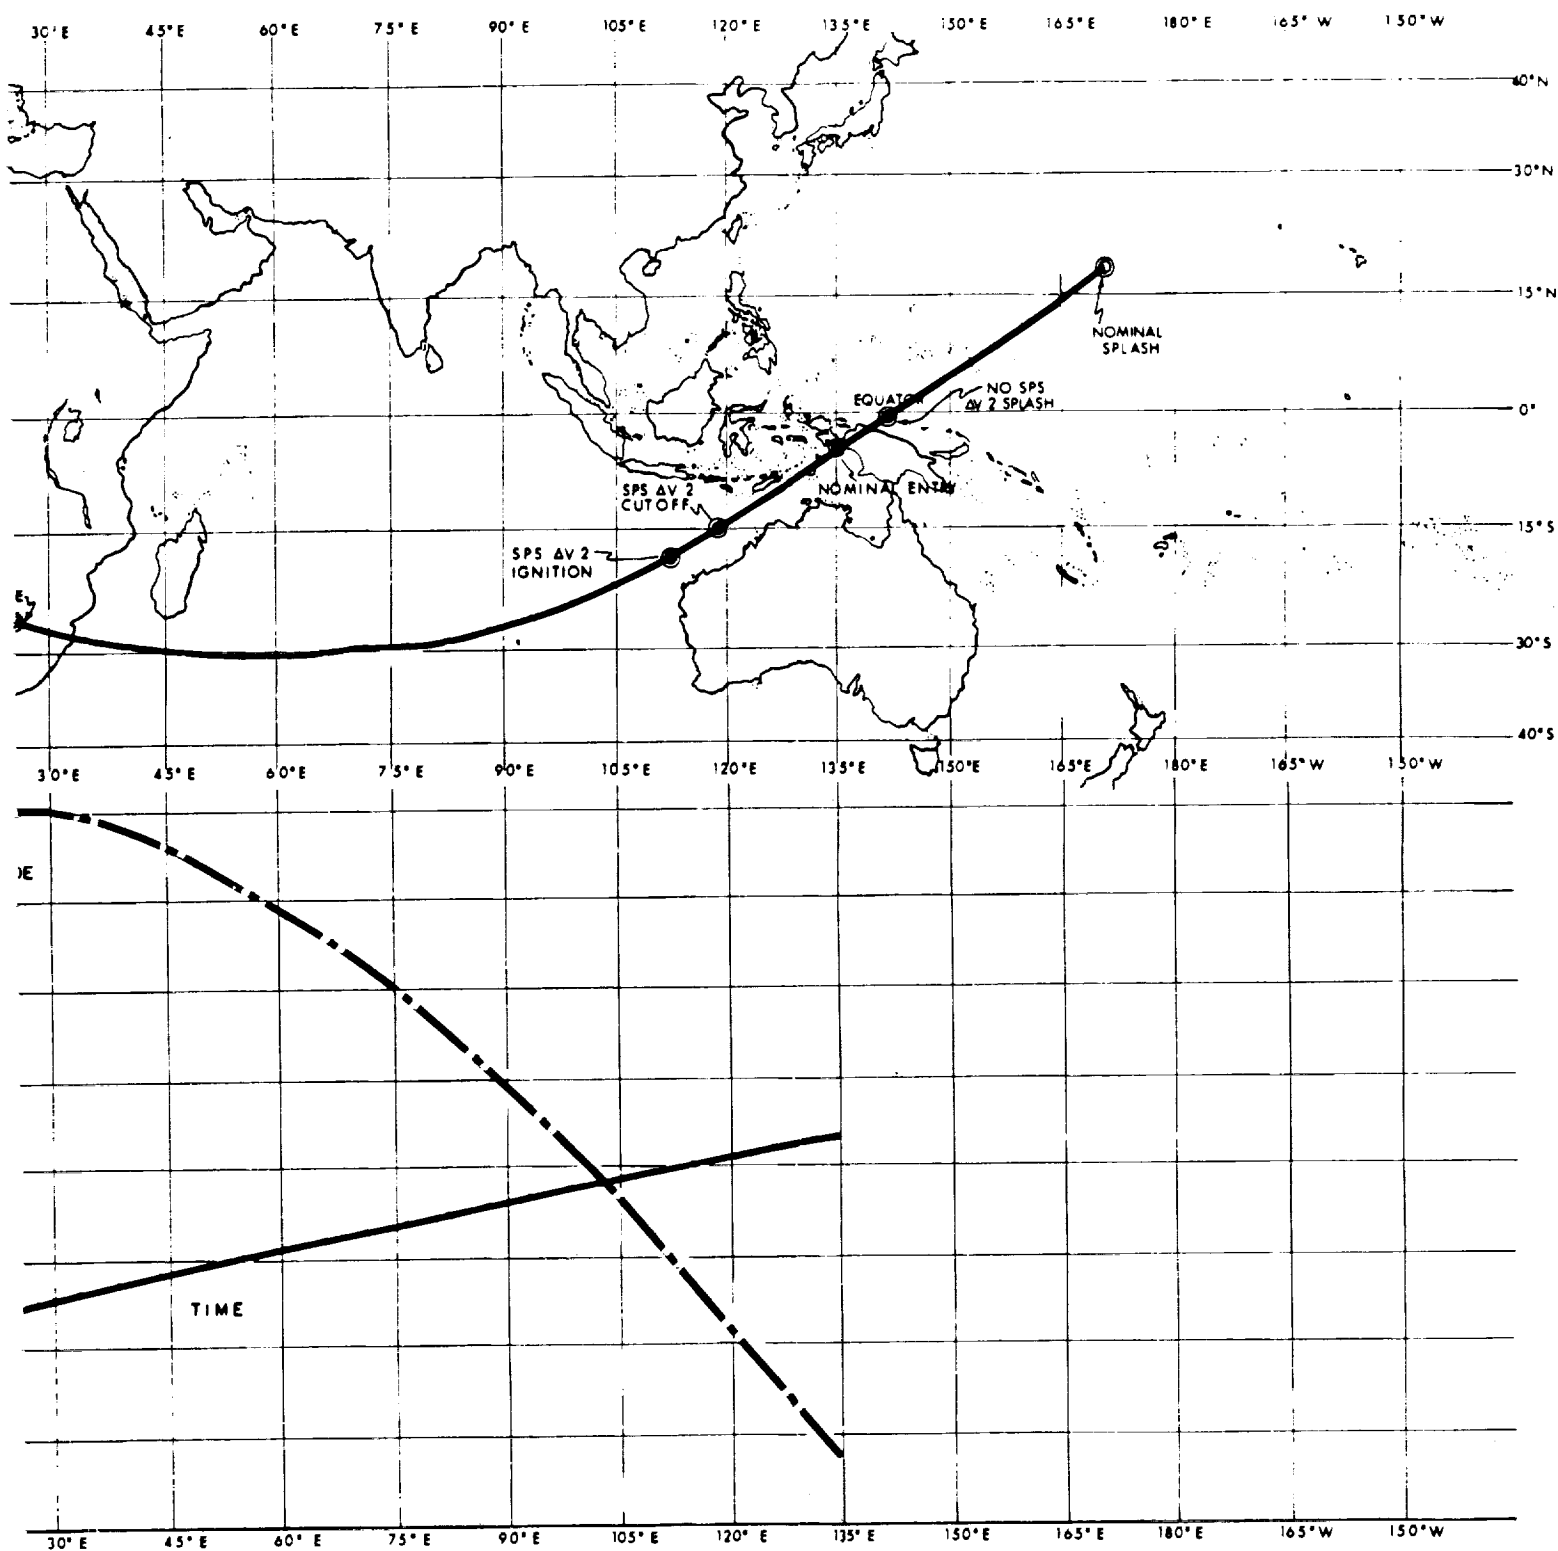 30°E 45°E 60°E 75°E 90°E 105°E 120°E 135°E 150°E 165°E 180°E 165°W 150°W
40°N
30°N
15°N
NOMINAL
SPLASH
NO SPS
ΔV 2 SPLASH
EQUATOR
0°
SPS ΔV 2
CUTOFF
NOMINAL ENTRY
15°S
SPS ΔV 2
IGNITION
30°S
40°S
30°E 45°E 60°E 75°E 90°E 105°E 120°E 135°E 150°E 165°E 180°E 165°W 150°W
DE
TIME
30°E 45°E 60°E 75°E 90°E 105°E 120°E 135°E 150°E 165°E 180°E 165°W 150°W